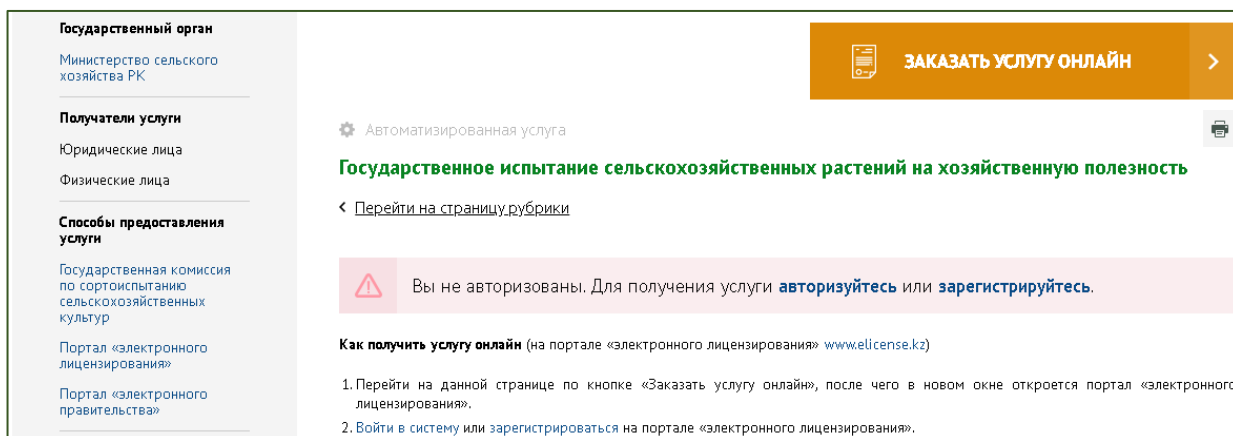 Государственный орган
Министерство сельского
хозяйства РК
Получатели услуги
Юридические лица
Физические лица
Способы предоставления
услуги
Государственная комиссия
по сортоиспытанию
сельскохозяйственных
культур
Портал «электронного
лицензирования»
Портал «электронного
правительства»
ЗАКАЗАТЬ УСЛУГУ ОНЛАЙН
Автоматизированная услуга
Государственное испытание сельскохозяйственных растений на хозяйственную полезность
Перейти на страницу рубрики
Вы не авторизованы. Для получения услуги авторизуйтесь или зарегистрируйтесь.
Как получить услугу онлайн (на портале «электронного лицензирования» www.elicense.kz)
1. Перейти на данной странице по кнопке «Заказать услугу онлайн», после чего в новом окне откроется портал «электронного
лицензирования».
2. Войти в систему или зарегистрироваться на портале «электронного лицензирования».